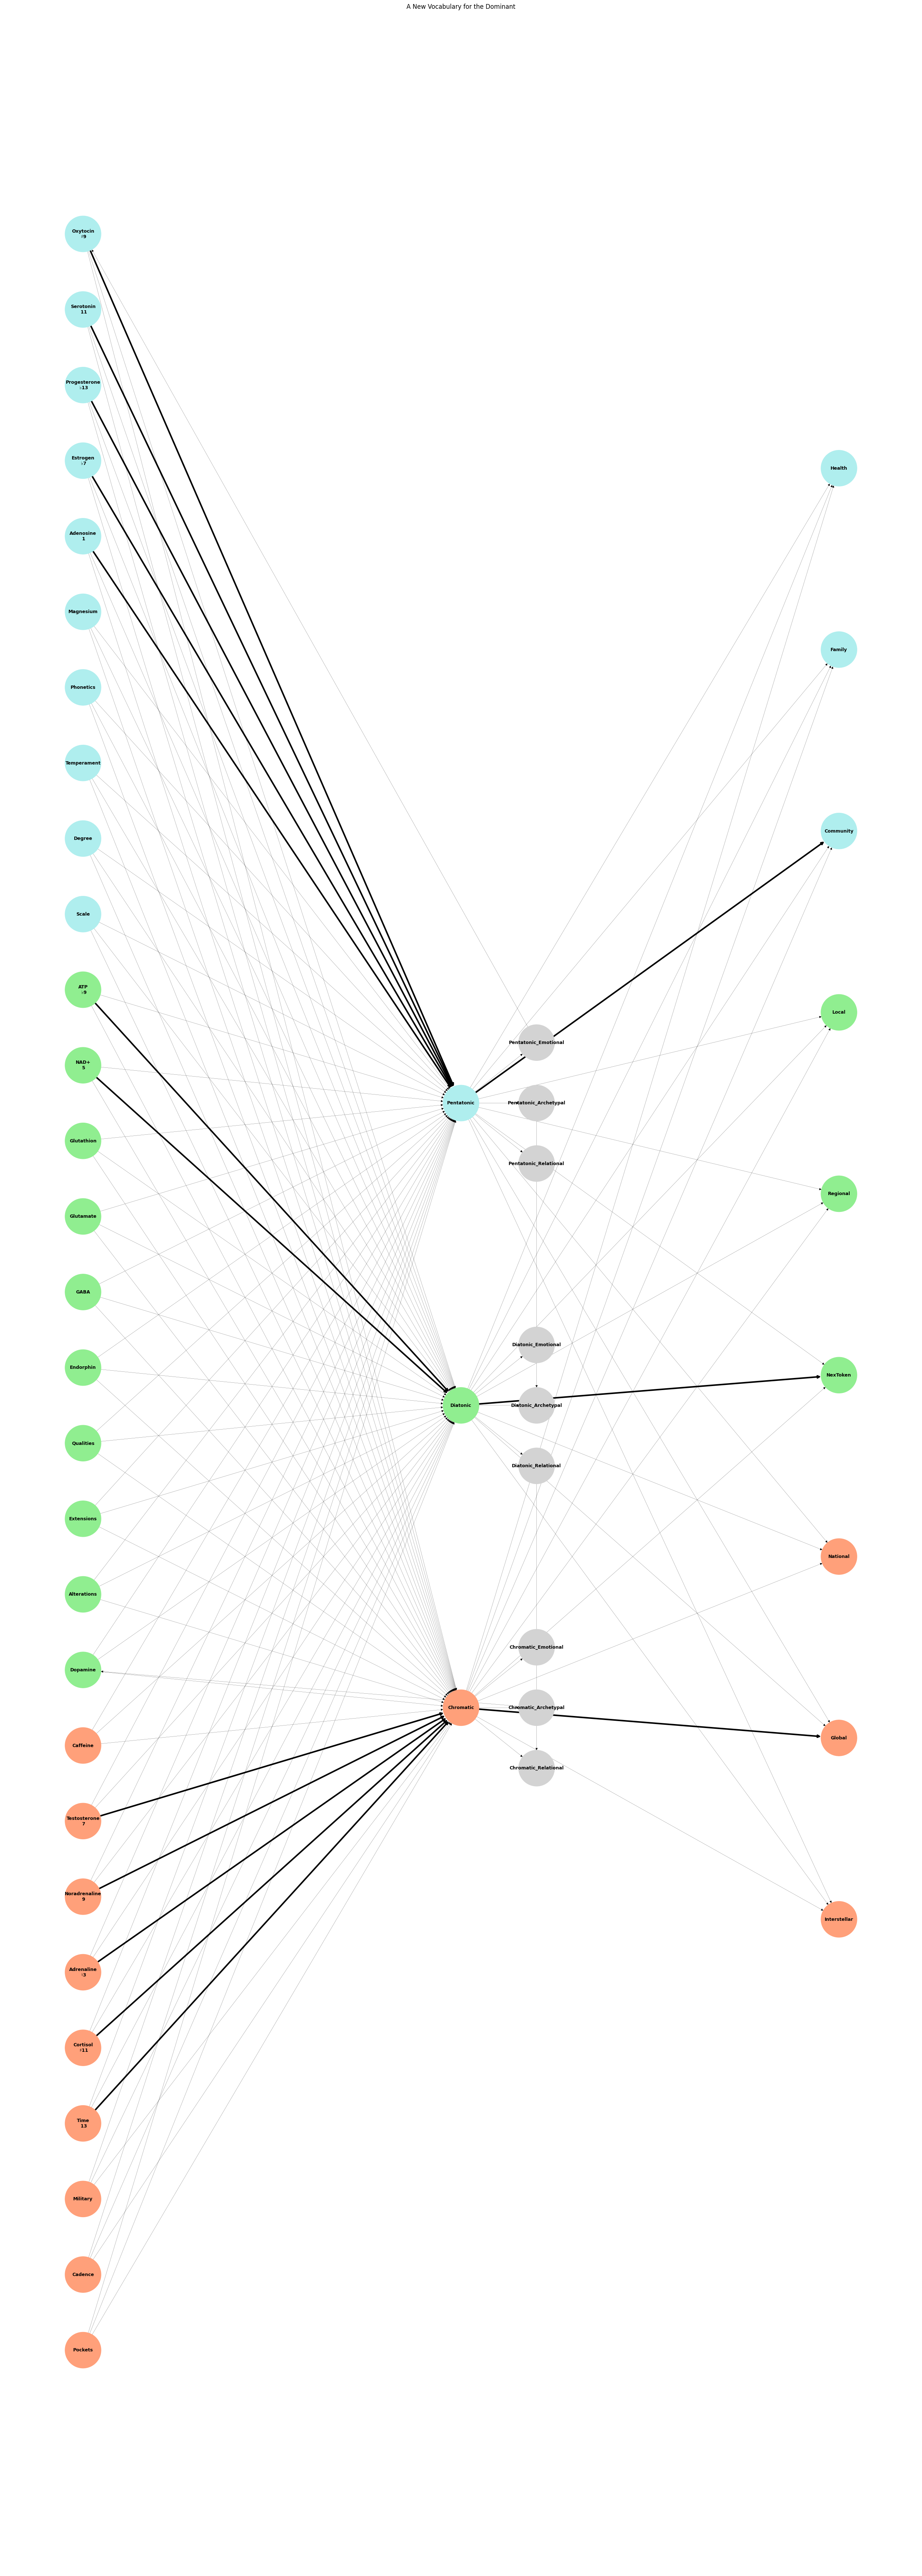 A New Vocabulary for the Dominant
Oxytocin
♯9
Serotonin
11
Progesterone
♭13
Estrogen
♭7
Adenosine
1
Magnesium
Phonetics
Temperament
Degree
Scale
ATP
♭9
NAD+
5
Glutathion
Glutamate
GABA
Endorphin
Qualities
Extensions
Alterations
Dopamine
Caffeine
Testosterone
7
Noradrenaline
9
Adrenaline
3
Cortisol
♯11
Time
13
Military
Cadence
Pockets
Pentatonic
Diatonic
Chromatic
Pentatonic_Emotional
Pentatonic_Archetypal
Pentatonic_Relational
Diatonic_Emotional
Diatonic_Archetypal
Diatonic_Relational
Chromatic_Emotional
Chromatic_Archetypal
Chromatic_Relational
Health
Family
Community
Local
Regional
NexToken
National
Global
Interstellar